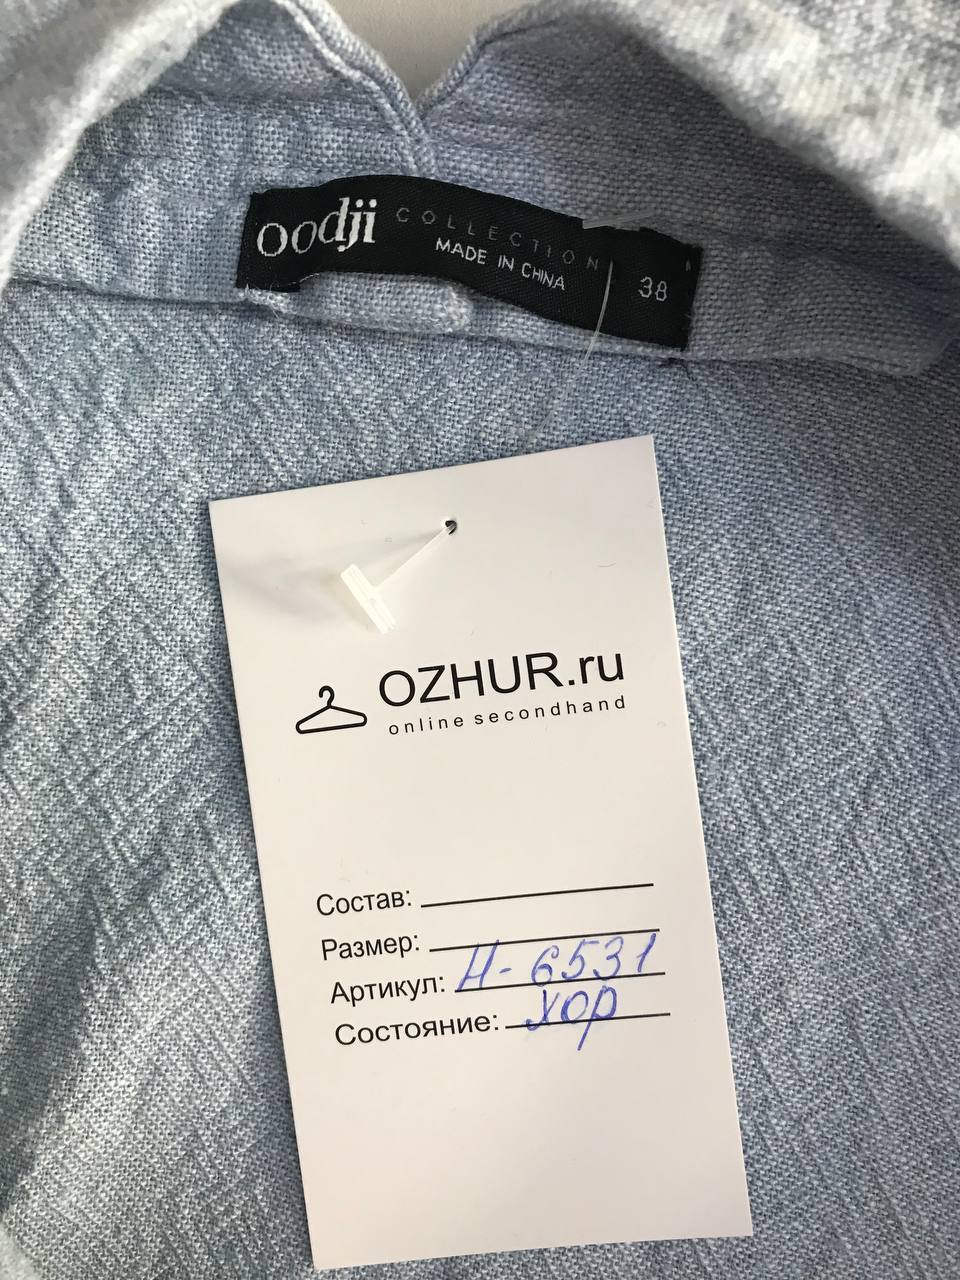 oodji COLLECTION
MADE IN CHINA
38
OZHUR.ru
online secondhand
Состав:
Размер:
Артикул: Н-6531
Состояние: хор